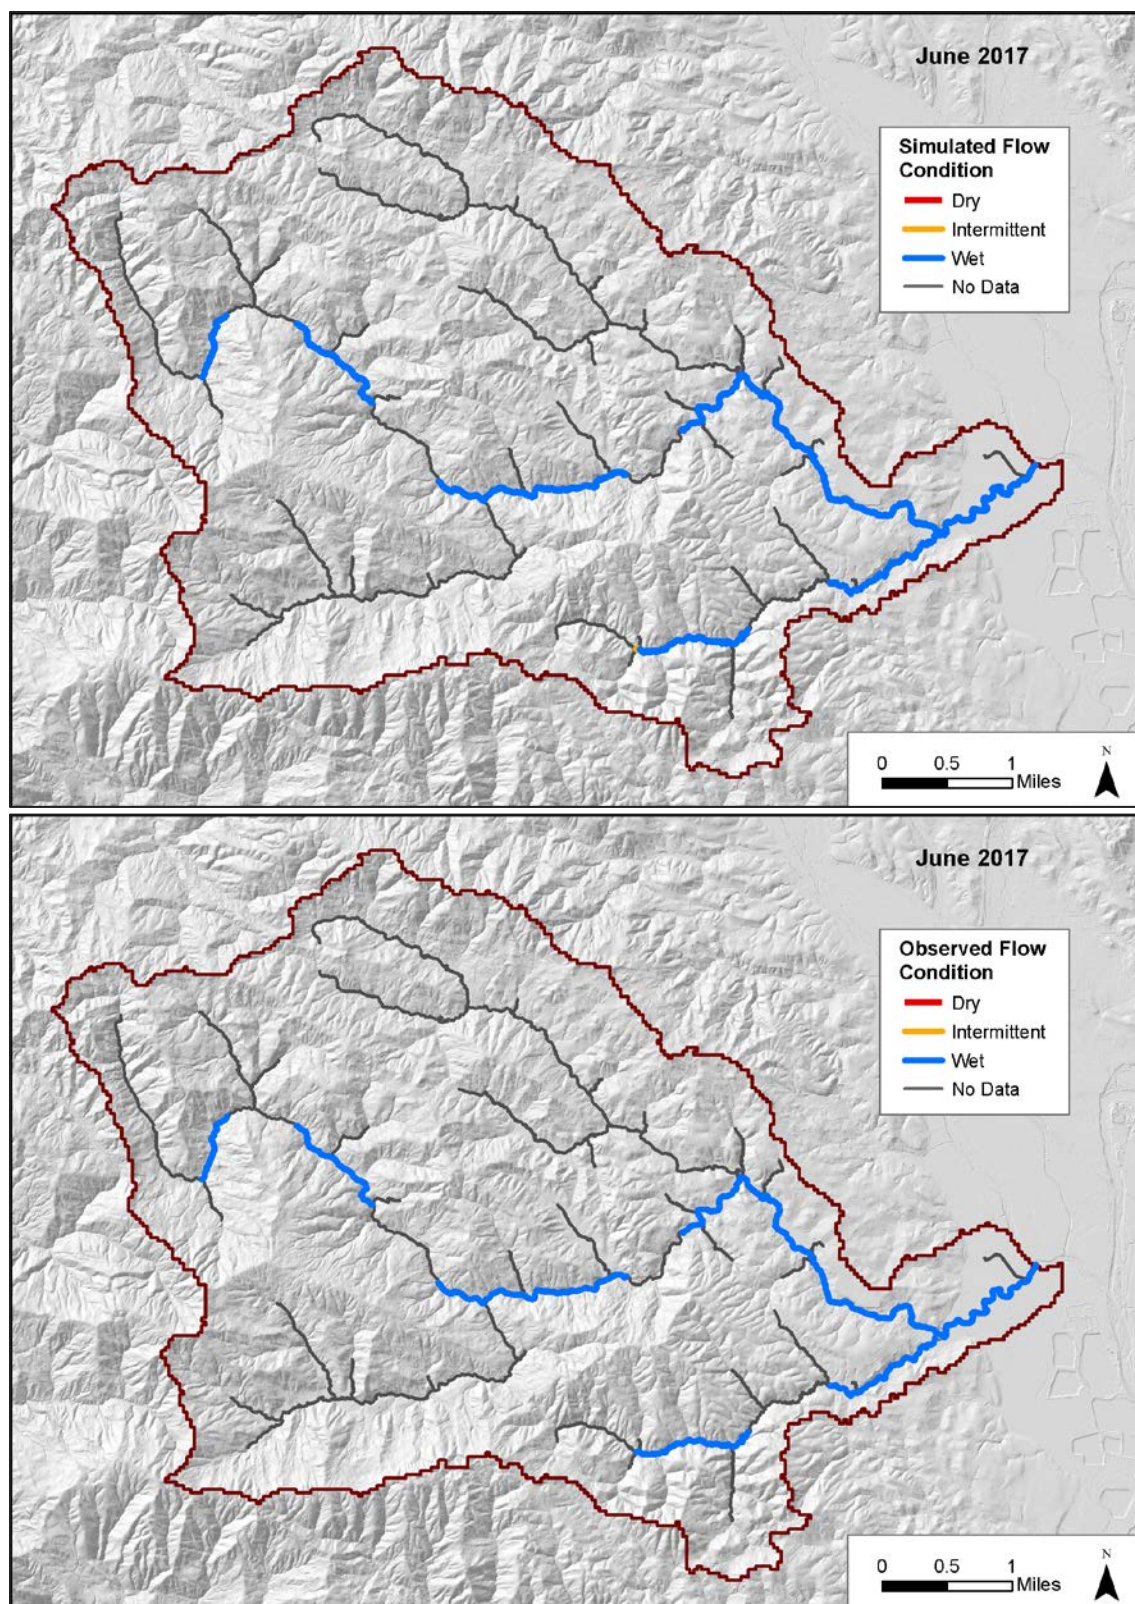 June 2017
Simulated Flow
Condition
Dry
Intermittent
Wet
No Data
N
0 0.5 1
Miles
June 2017
Observed Flow
Condition
Dry
Intermittent
Wet
No Data
N
0 0.5 1
Miles